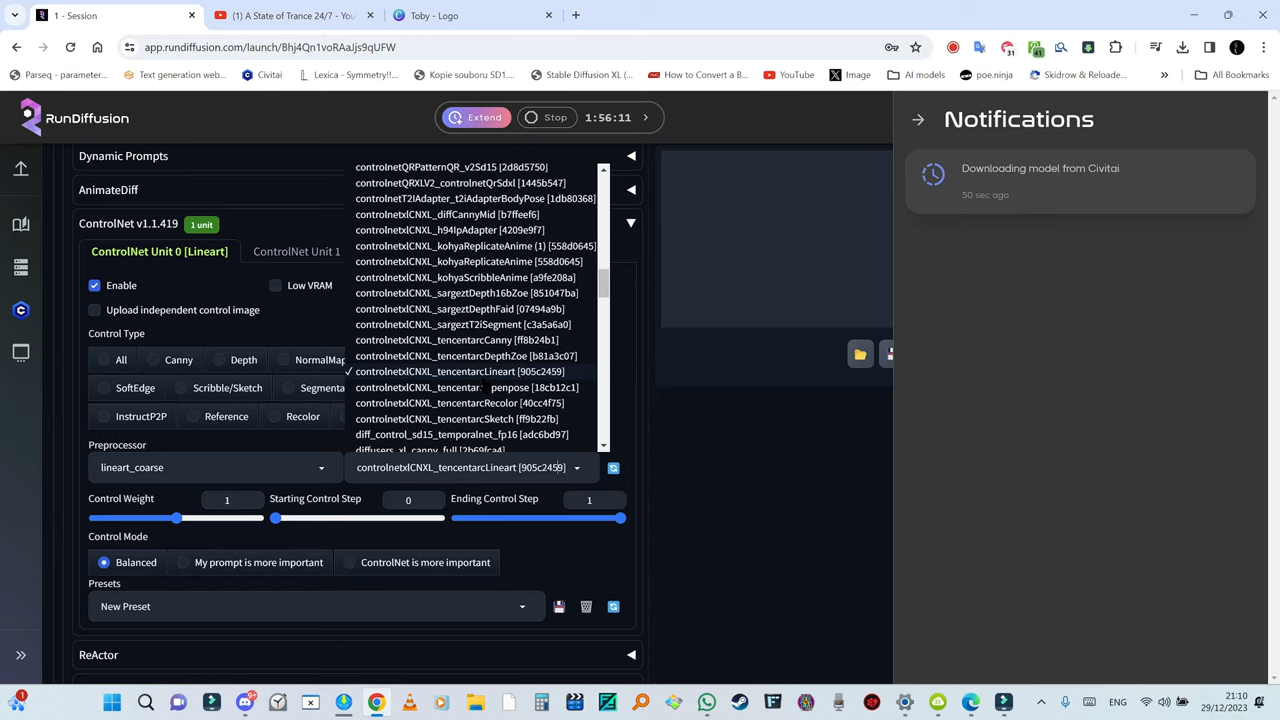 1 - Session
(1) A State of Trance 24/7 - You
Toby - Logo
app.rundiffusion.com/launch/Bhj4Qn1voRAaJjs9qUFW
31
41
Parseq - parameter...
Text generation web...
Civitai
Lexica - Symmetry!!...
Kopie souboru SD1....
Stable Diffusion XL (...
How to Convert a B...
YouTube
Image
AI models
poe.ninja
Skidrow & Reloade...
All Bookmarks
RunDiffusion
Extend
Stop
1:56:11
Notifications
Downloading model from Civitai
50 sec ago
Dynamic Prompts
AnimateDiff
ControlNet v1.1.419
1 unit
ControlNet Unit 0 [Lineart]
ControlNet Unit 1
Enable
Low VRAM
Upload independent control image
Control Type
All
Canny
Depth
NormalMap
SoftEdge
Scribble/Sketch
Segmenta
InstructP2P
Reference
Recolor
controlnetQRPatternQR_v2Sd15 [2d8d5750]
controlnetQRXLV2_controlnetQrSdxl [1445b547]
controlnetT2IAdapter_t2iAdapterBodyPose [1db80368]
controlnetxlCNXL_diffCannyMid [b7ffeef6]
controlnetxlCNXL_h94IpAdapter [4209e9f7]
controlnetxlCNXL_kohyaReplicateAnime (1) [558d0645]
controlnetxlCNXL_kohyaReplicateAnime [558d0645]
controlnetxlCNXL_kohyaScribbleAnime [a9fe208a]
controlnetxlCNXL_sargeztDepth16bZoe [851047ba]
controlnetxlCNXL_sargeztDepthFaid [07494a9b]
controlnetxlCNXL_sargeztT2iSegment [c3a5a6a0]
controlnetxlCNXL_tencentarcCanny [ff8b24b1]
controlnetxlCNXL_tencentarcDepthZoe [b81a3c07]
✓ controlnetxlCNXL_tencentarcLineart [905c2459]
controlnetxlCNXL_tencentarc penpose [18cb12c1]
controlnetxlCNXL_tencentarcRecolor [40cc4f75]
controlnetxlCNXL_tencentarcSketch [ff9b22fb]
diff_control_sd15_temporalnet_fp16 [adc6bd97]
diffusers_xl_canny_full [2b69fca4]
Preprocessor
lineart_coarse
controlnetxlCNXL_tencentarcLineart [905c2459]
Control Weight
1
Starting Control Step
0
Ending Control Step
1
Control Mode
Balanced
My prompt is more important
ControlNet is more important
Presets
New Preset
ReActor
1
9+
ENG
21:10
29/12/2023